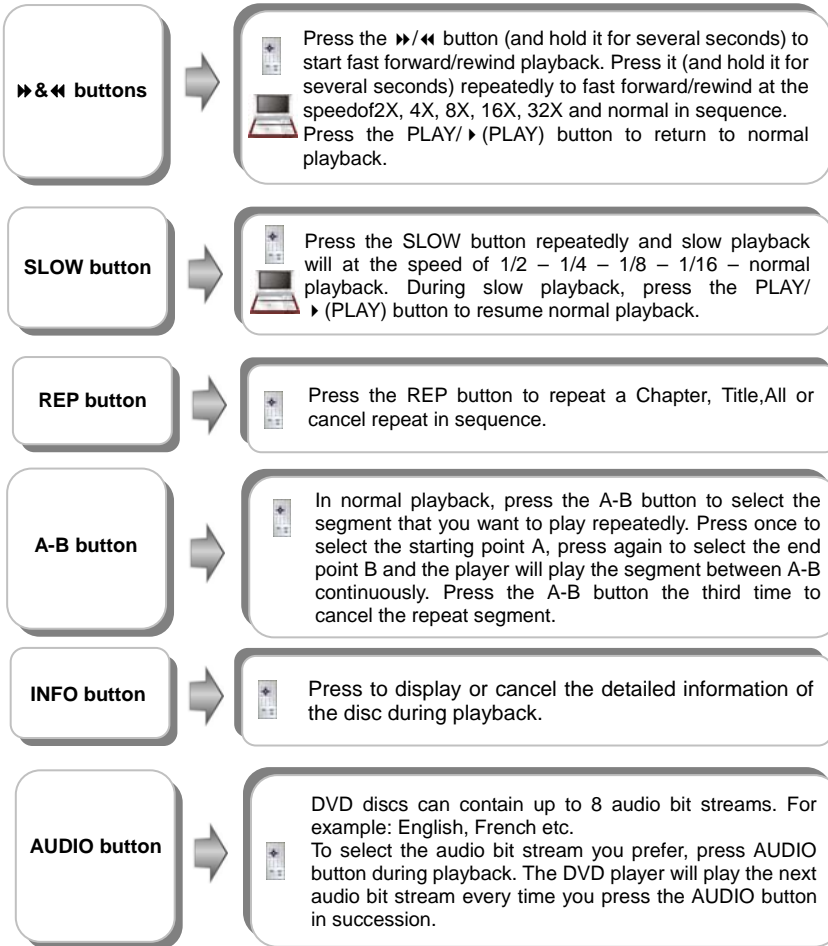 ⏩&⏪ buttons
Press the ⏩/⏪ button (and hold it for several seconds) to
start fast forward/rewind playback. Press it (and hold it for
several seconds) repeatedly to fast forward/rewind at the
speedof2X, 4X, 8X, 16X, 32X and normal in sequence.
Press the PLAY/▶(PLAY) button to return to normal
playback.
SLOW button
Press the SLOW button repeatedly and slow playback
will at the speed of 1/2 – 1/4 – 1/8 – 1/16 – normal
playback. During slow playback, press the PLAY/
▶(PLAY) button to resume normal playback.
REP button
Press the REP button to repeat a Chapter, Title,All or
cancel repeat in sequence.
A-B button
In normal playback, press the A-B button to select the
segment that you want to play repeatedly. Press once to
select the starting point A, press again to select the end
point B and the player will play the segment between A-B
continuously. Press the A-B button the third time to
cancel the repeat segment.
INFO button
Press to display or cancel the detailed information of
the disc during playback.
AUDIO button
DVD discs can contain up to 8 audio bit streams. For
example: English, French etc.
To select the audio bit stream you prefer, press AUDIO
button during playback. The DVD player will play the next
audio bit stream every time you press the AUDIO button
in succession.